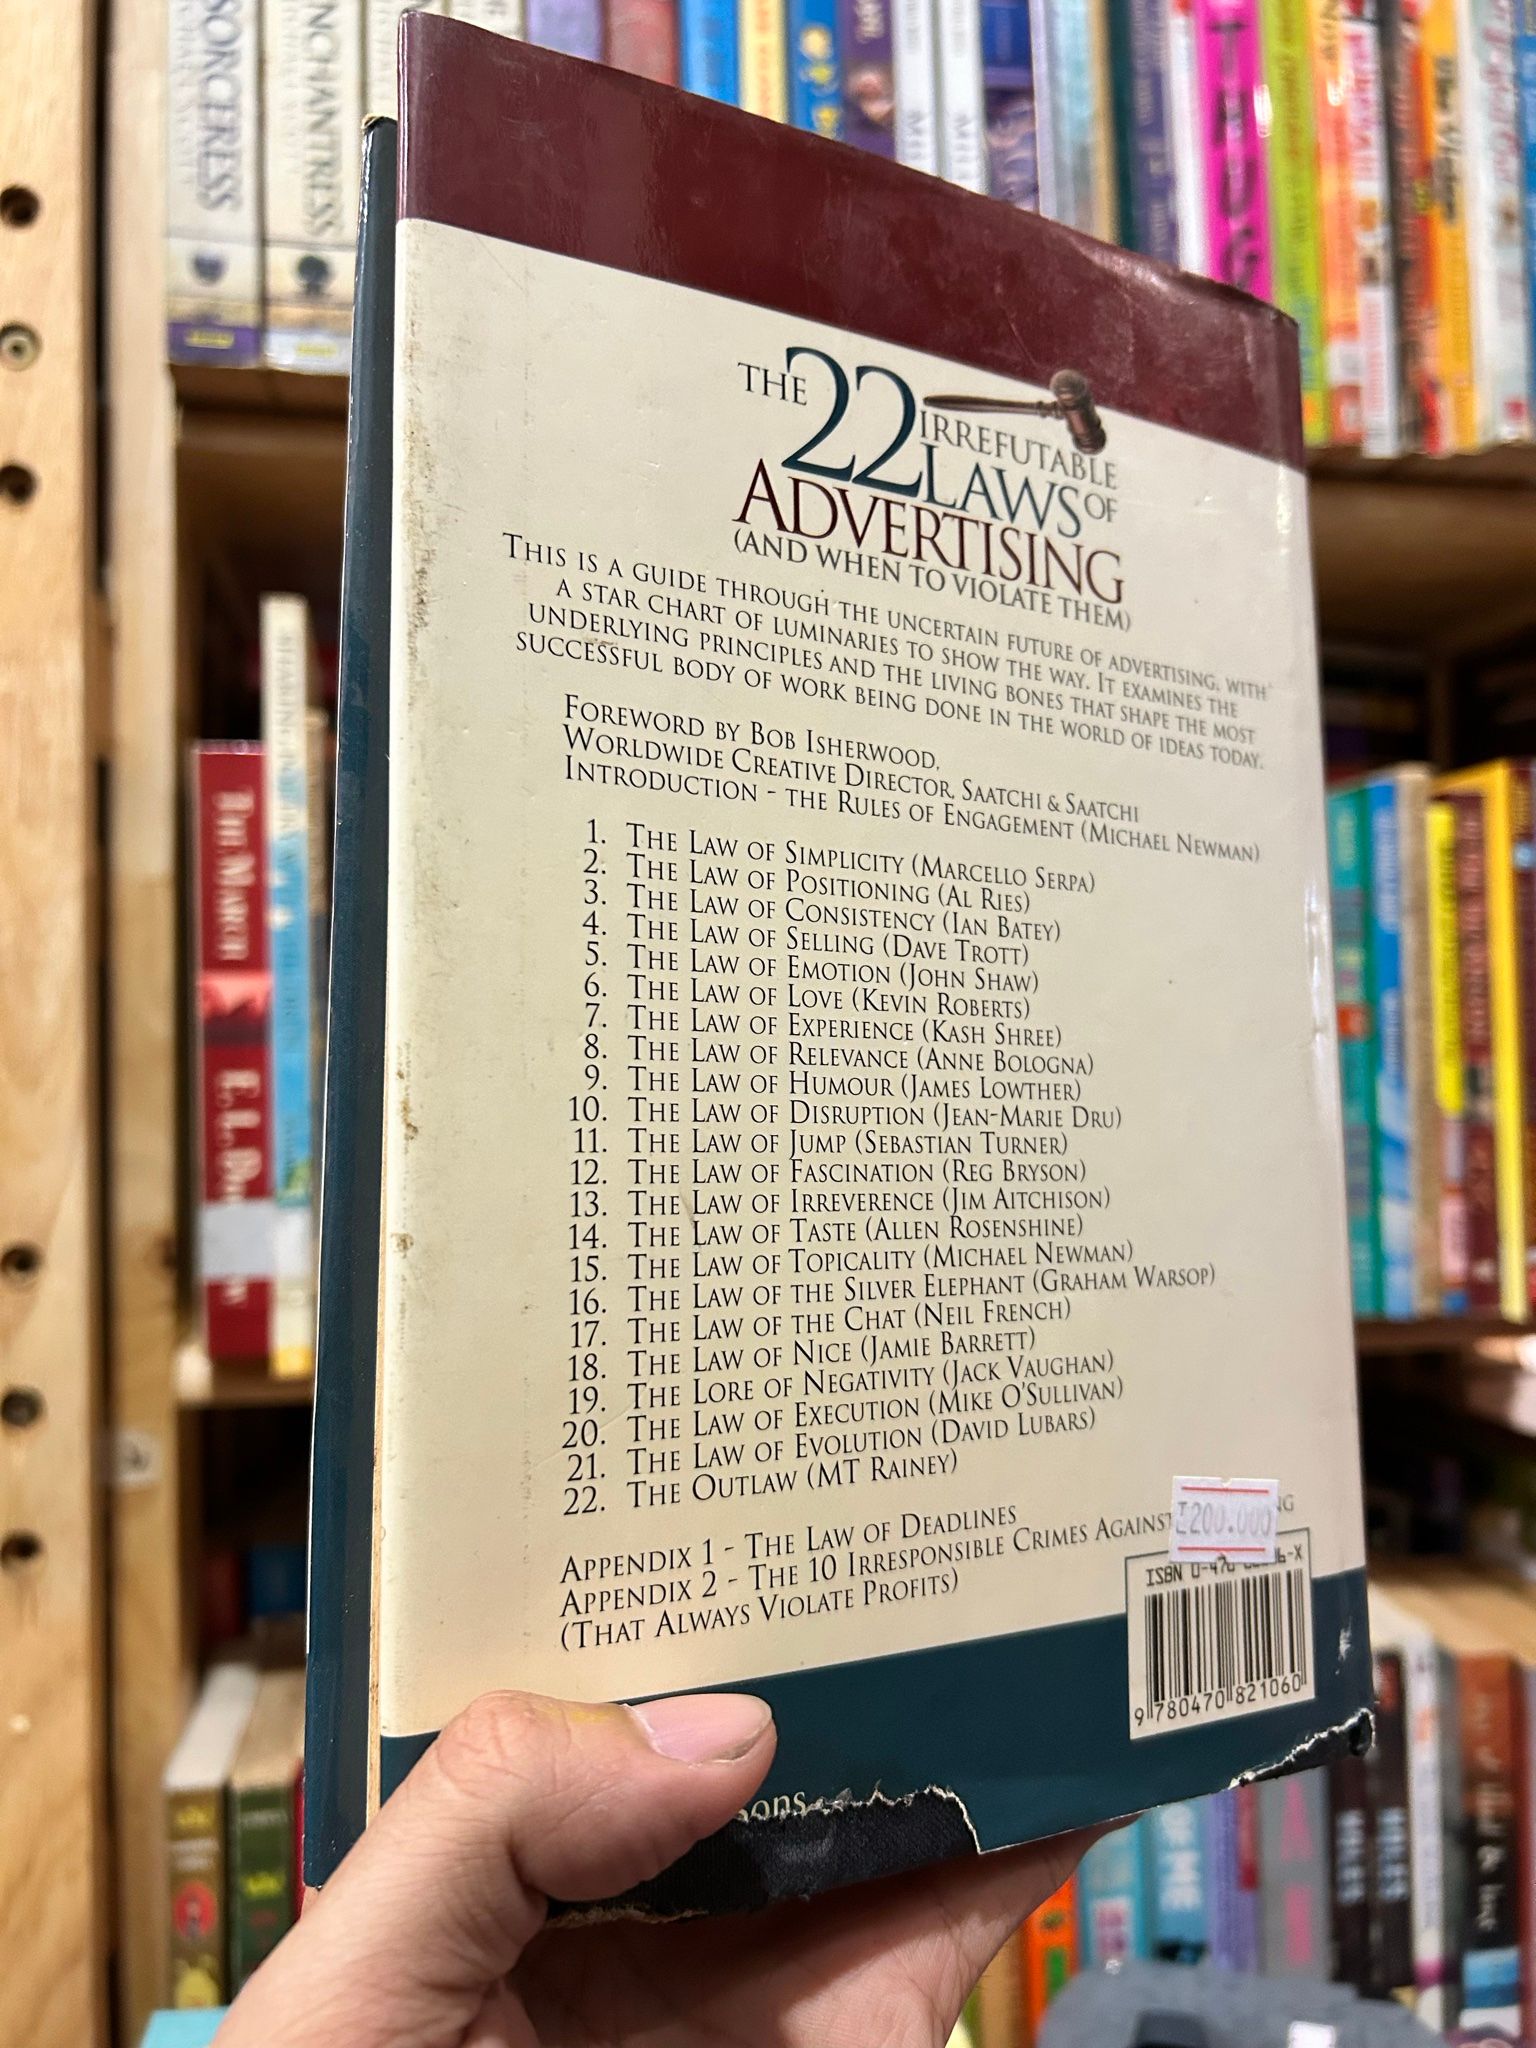 SORCERESS
NCHANTRESS
THE 22 IRREFUTABLE
LAWS OF
ADVERTISING
(AND WHEN TO VIOLATE THEM)
THIS IS A GUIDE THROUGH THE UNCERTAIN FUTURE OF ADVERTISING, WITH
A STAR CHART OF LUMINARIES TO SHOW THE WAY. IT EXAMINES THE
UNDERLYING PRINCIPLES AND THE LIVING BONES THAT SHAPE THE MOST
SUCCESSFUL BODY OF WORK BEING DONE IN THE WORLD OF IDEAS TODAY.
FOREWORD BY BOB ISHERWOOD,
WORLDWIDE CREATIVE DIRECTOR, SAATCHI & SAATCHI
INTRODUCTION - THE RULES OF ENGAGEMENT (MICHAEL NEWMAN)
1. THE LAW OF SIMPLICITY (MARCELLO SERPA)
2. THE LAW OF POSITIONING (AL RIES)
3. THE LAW OF CONSISTENCY (IAN BATEY)
4. THE LAW OF SELLING (DAVE TROTT)
5. THE LAW OF EMOTION (JOHN SHAW)
6. THE LAW OF LOVE (KEVIN ROBERTS)
7. THE LAW OF EXPERIENCE (KASH SHREE)
8. THE LAW OF RELEVANCE (ANNE BOLOGNA)
9. THE LAW OF HUMOUR (JAMES LOWTHER)
10. THE LAW OF DISRUPTION (JEAN-MARIE DRU)
11. THE LAW OF JUMP (SEBASTIAN TURNER)
12. THE LAW OF FASCINATION (REG BRYSON)
13. THE LAW OF IRREVERENCE (JIM AITCHISON)
14. THE LAW OF TASTE (ALLEN ROSENSHINE)
15. THE LAW OF TOPICALITY (MICHAEL NEWMAN)
16. THE LAW OF THE SILVER ELEPHANT (GRAHAM WARSOP)
17. THE LAW OF THE CHAT (NEIL FRENCH)
18. THE LAW OF NICE (JAMIE BARRETT)
19. THE LORE OF NEGATIVITY (JACK VAUGHAN)
20. THE LAW OF EXECUTION (MIKE O'SULLIVAN)
21. THE LAW OF EVOLUTION (DAVID LUBARS)
22. THE OUTLAW (MT RAINEY)
APPENDIX 1 - THE LAW OF DEADLINES
APPENDIX 2 - THE 10 IRRESPONSIBLE CRIMES AGAINST
(THAT ALWAYS VIOLATE PROFITS)
200.000
ISBN 0-470
9 780470 821060
THE MARCH